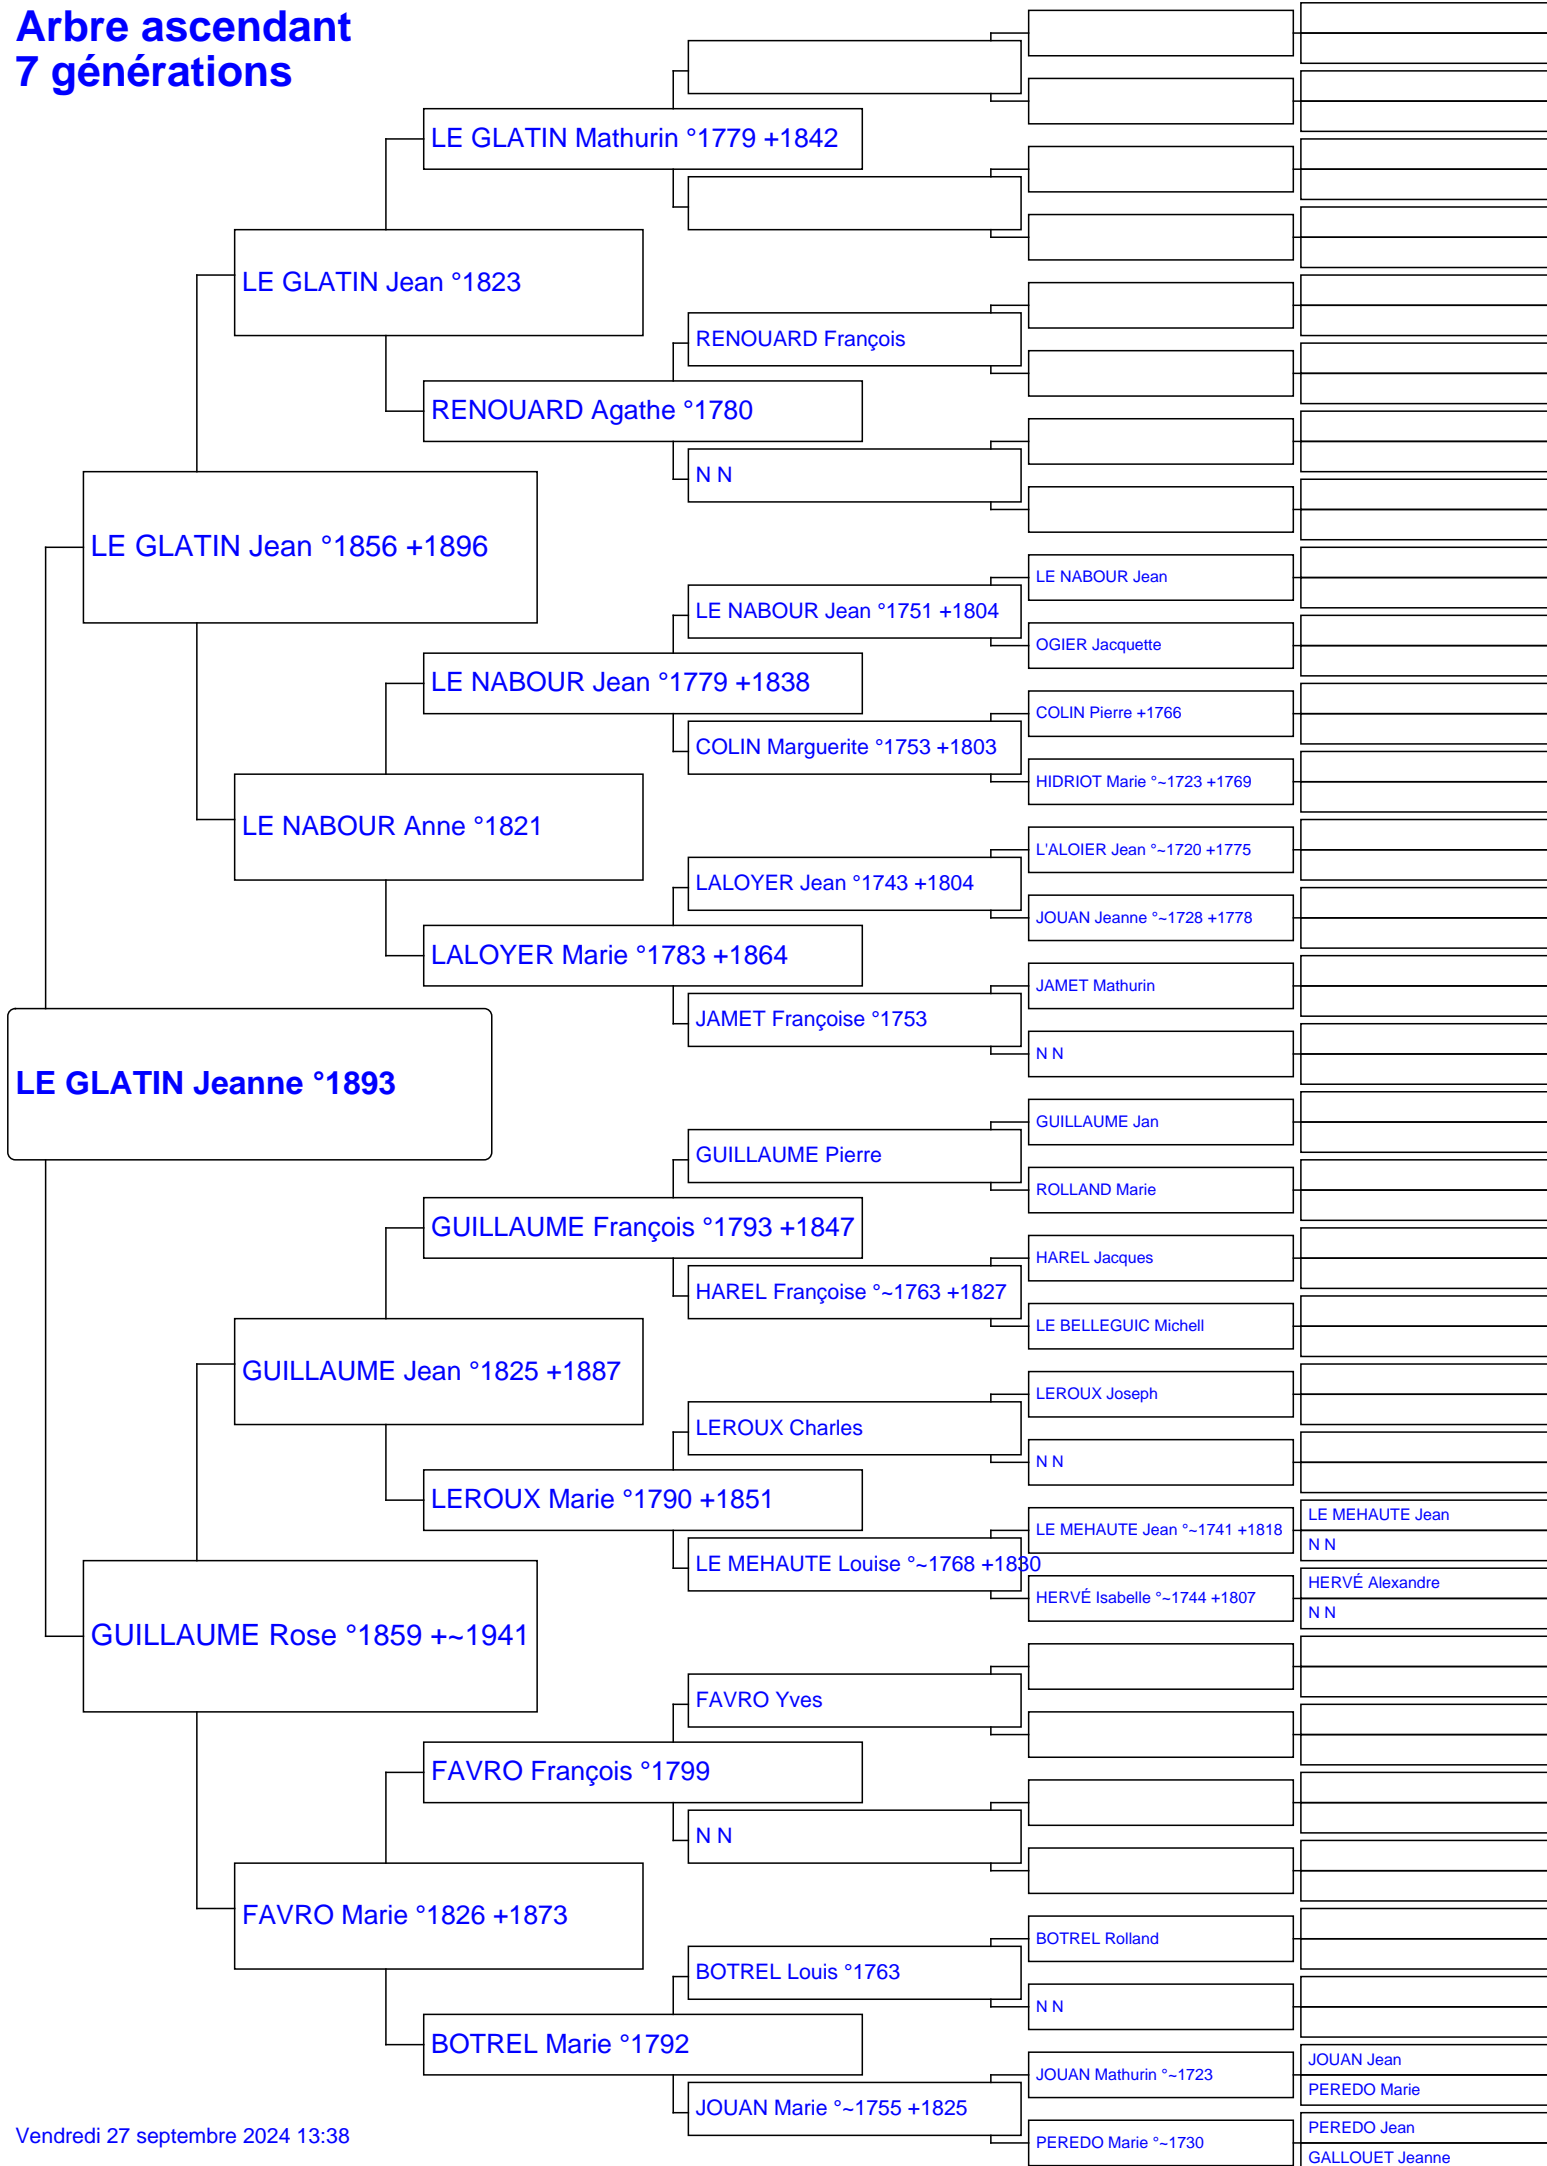 Arbre ascendant
7 générations
LE GLATIN Mathurin °1779 +1842
LE GLATIN Jean °1823
RENOUARD François
RENOUARD Agathe °1780
N N
LE GLATIN Jean °1856 +1896
LE NABOUR Jean
LE NABOUR Jean °1751 +1804
OGIER Jacquette
LE NABOUR Jean °1779 +1838
COLIN Pierre +1766
COLIN Marguerite °1753 +1803
HIDRIOT Marie °~1723 +1769
LE NABOUR Anne °1821
L'ALOIER Jean °~1720 +1775
LALOYER Jean °1743 +1804
JOUAN Jeanne °~1728 +1778
LALOYER Marie °1783 +1864
JAMET Mathurin
JAMET Françoise °1753
N N
LE GLATIN Jeanne °1893
GUILLAUME Jan
GUILLAUME Pierre
ROLLAND Marie
GUILLAUME François °1793 +1847
HAREL Jacques
HAREL Françoise °~1763 +1827
LE BELLEGUIC Michell
GUILLAUME Jean °1825 +1887
LEROUX Joseph
LEROUX Charles
N N
LEROUX Marie °1790 +1851
LE MEHAUTE Jean
LE MEHAUTE Jean °~1741 +1818
N N
LE MEHAUTE Louise °~1768 +1830
HERVÉ Alexandre
HERVÉ Isabelle °~1744 +1807
N N
GUILLAUME Rose °1859 +~1941
FAVRO Yves
FAVRO François °1799
N N
FAVRO Marie °1826 +1873
BOTREL Rolland
BOTREL Louis °1763
N N
BOTREL Marie °1792
JOUAN Jean
JOUAN Mathurin °~1723
PEREDO Marie
JOUAN Marie °~1755 +1825
PEREDO Jean
PEREDO Marie °~1730
GALLOUET Jeanne
Vendredi 27 septembre 2024 13:38